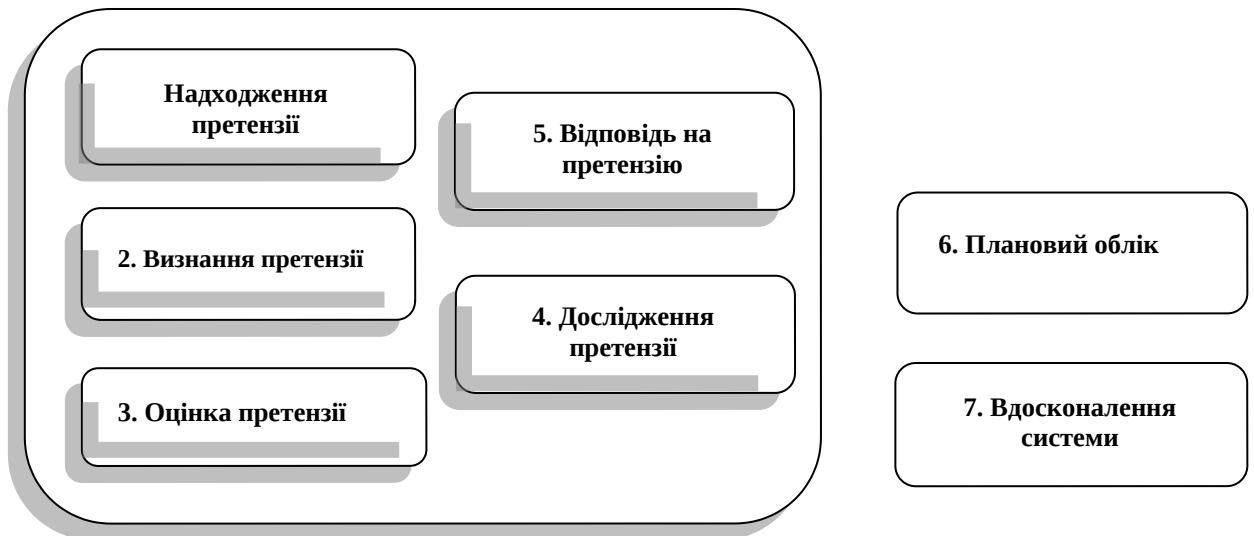 Надходження
претензії
2. Визнання претензії
3. Оцінка претензії
5. Відповідь на
претензію
4. Дослідження
претензії
6. Плановий облік
7. Вдосконалення
системи